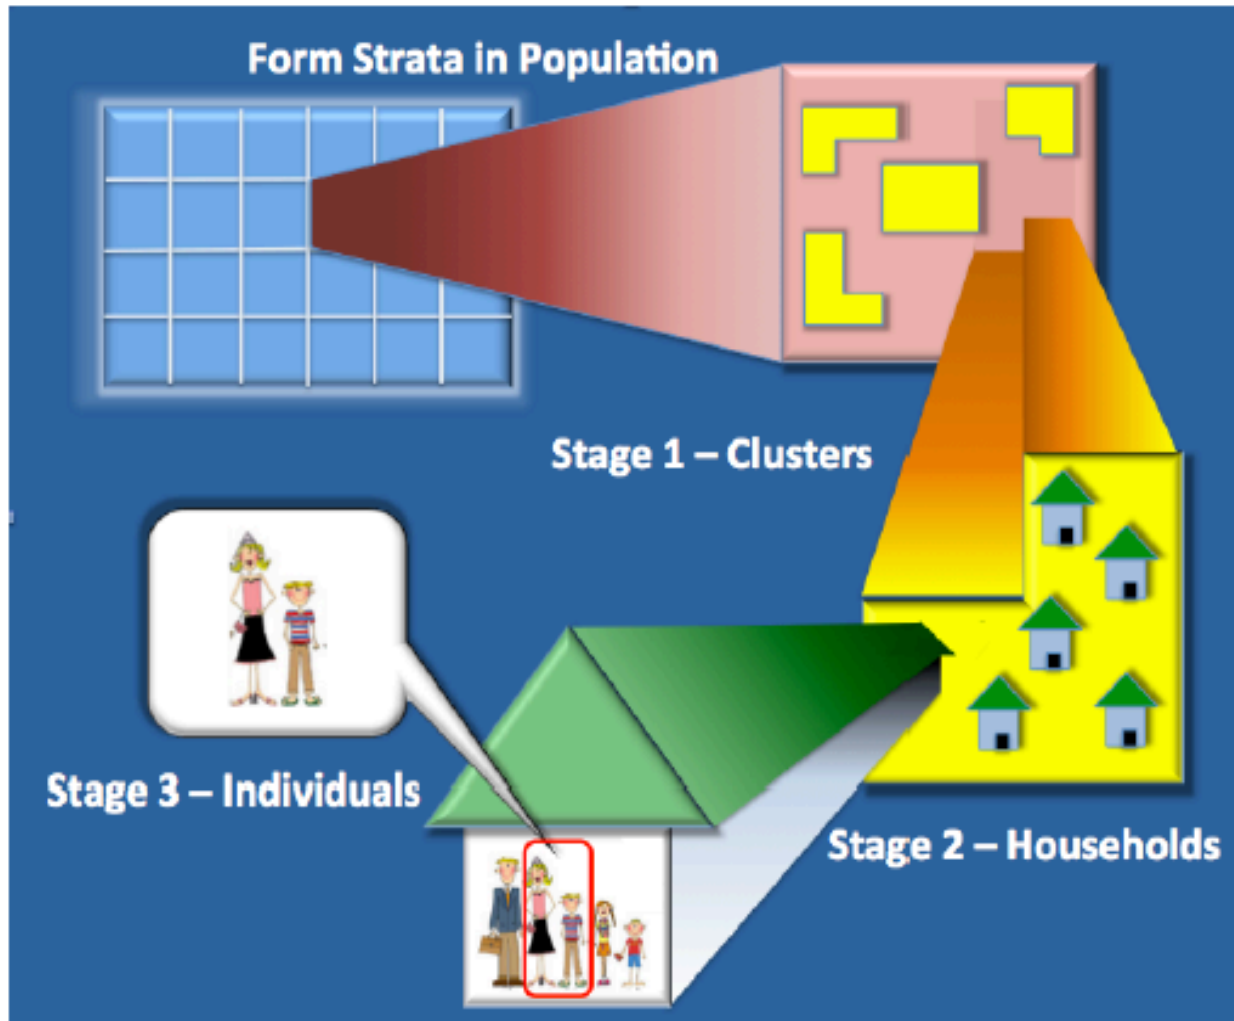 Form Strata in Population
Stage 1 – Clusters
Stage 2 – Households
Stage 3 – Individuals